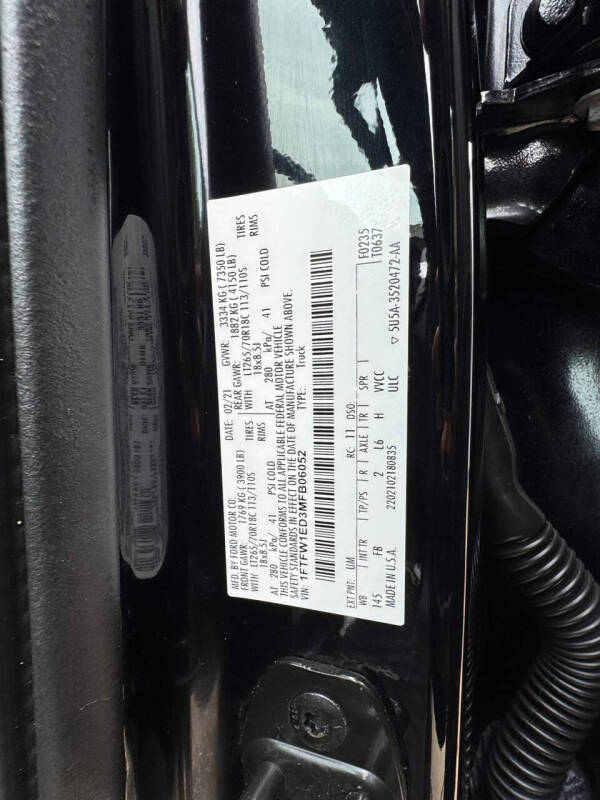 MFD. BY FORD MOTOR CO.
DATE: 02/21 GVWR: 3334 KG ( 7350 LB)
FRONT GAWR: 1769 KG ( 3900 LB) REAR GAWR: 1882 KG ( 4150 LB)
WITH LT265/70R18C 113/110S TIRES WITH LT265/70R18C 113/110S TIRES
18x8.5J RIMS 18x8.5J RIMS
AT 280 kPa/ 41 PSI COLD AT 280 kPa/ 41 PSI COLD
THIS VEHICLE CONFORMS TO ALL APPLICABLE FEDERAL MOTOR VEHICLE
SAFETY STANDARDS IN EFFECT ON THE DATE OF MANUFACTURE SHOWN ABOVE.
VIN: 1FTFW1ED3MFB06052 TYPE: Truck
F0235
T0637
EXT PNT: UM RC: 11 DSO:
WB INT TR TP/PS R AXLE TR SPR
145 FB 2 L6 H VVCC
ULC
MADE IN U.S.A. 2202102180835
5U5A-3520472-AA